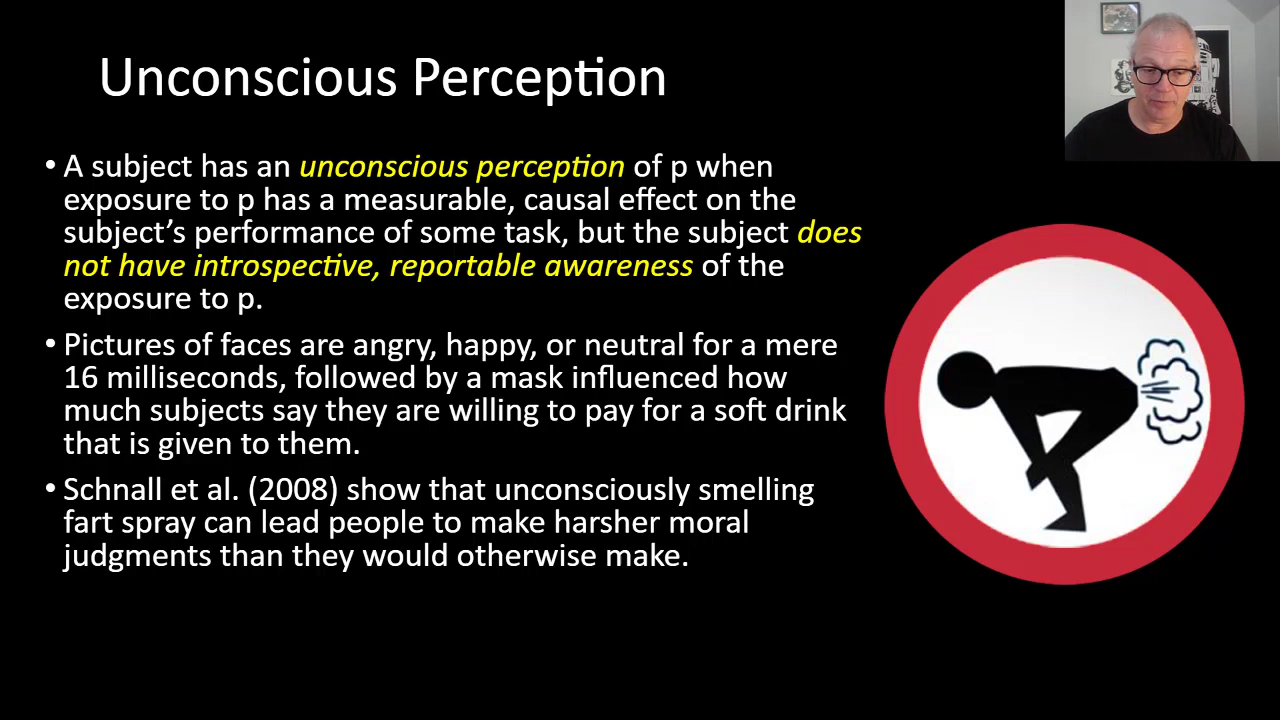 Unconscious Perception
• A subject has an unconscious perception of p when
exposure to p has a measurable, causal effect on the
subject’s performance of some task, but the subject does
not have introspective, reportable awareness of the
exposure to p.
• Pictures of faces are angry, happy, or neutral for a mere
16 milliseconds, followed by a mask influenced how
much subjects say they are willing to pay for a soft drink
that is given to them.
• Schnall et al. (2008) show that unconsciously smelling
fart spray can lead people to make harsher moral
judgments than they would otherwise make.